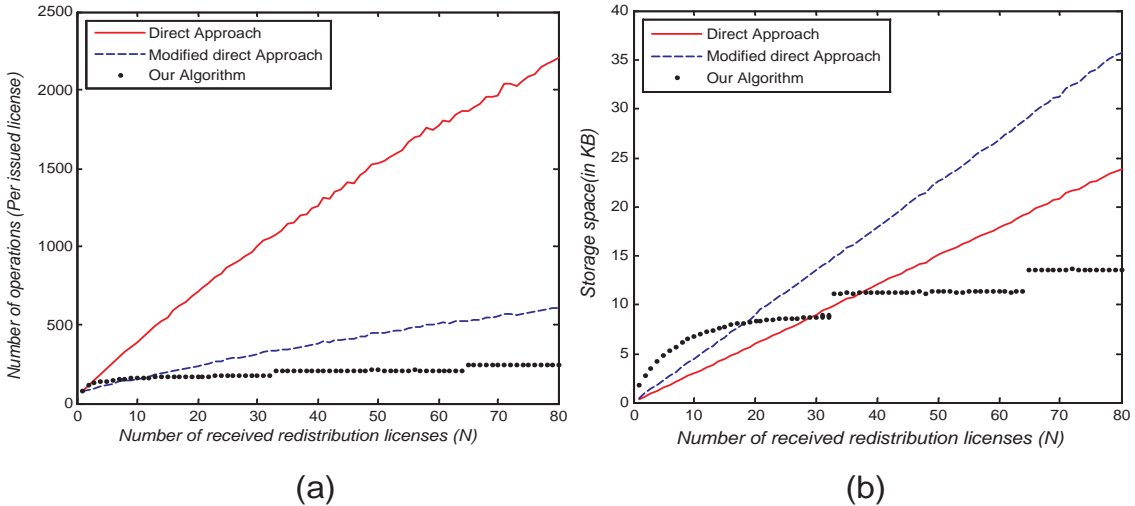 2500
2000
1500
1000
500
0
0
10
20
30
40
50
60
70
80
Number of operations (Per issued license)
Number of received redistribution licenses (N)
Direct Approach
Modified direct Approach
Our Algorithm
(a)
40
35
30
25
20
15
10
5
0
0
10
20
30
40
50
60
70
80
Storage space(in KB)
Number of received redistribution licenses (N)
Direct Approach
Modified direct Approach
Our Algorithm
(b)